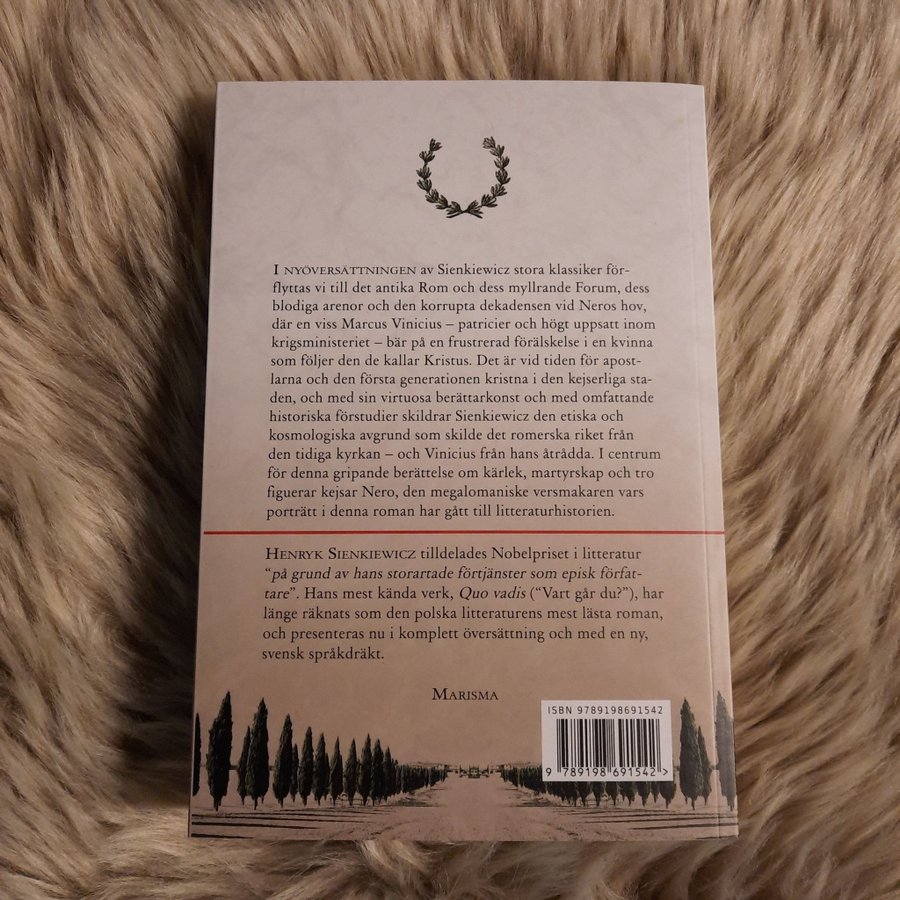 I NYÖVERSÄTTNINGEN av Sienkiewicz stora klassiker för-
flyttas vi till det antika Rom och dess myllrande Forum, dess
blodiga arenor och den korrupta dekadensen vid Neros hov,
där en viss Marcus Vinicius – patricier och högt uppsatt inom
krigsministeriet – bär på en frustrerad förälskelse i en kvinna
som följer den de kallar Kristus. Det är vid tiden för apost-
larna och den första generationen kristna i den kejserliga sta-
den, och med sin virtuosa berättarkonst och med omfattande
historiska förstudier skildrar Sienkiewicz den etiska och
kosmologiska avgrund som skilde det romerska riket från
den tidiga kyrkan – och Vinicius från hans åtrådda. I centrum
för denna gripande berättelse om kärlek, martyrskap och tro
figuerar kejsar Nero, den megalomaniske versmakaren vars
porträtt i denna roman har gått till litteraturhistorien.
HENRYK SIENKIEWICZ tilldelades Nobelpriset i litteratur
“på grund av hans storartade förtjänster som episk förfat-
tare”. Hans mest kända verk, Quo vadis (“Vart går du?”), har
länge räknats som den polska litteraturens mest lästa roman,
och presenteras nu i komplett översättning och med en ny,
svensk språkdräkt.
MARISMA
ISBN 9789198691542
9 789198 691542 >